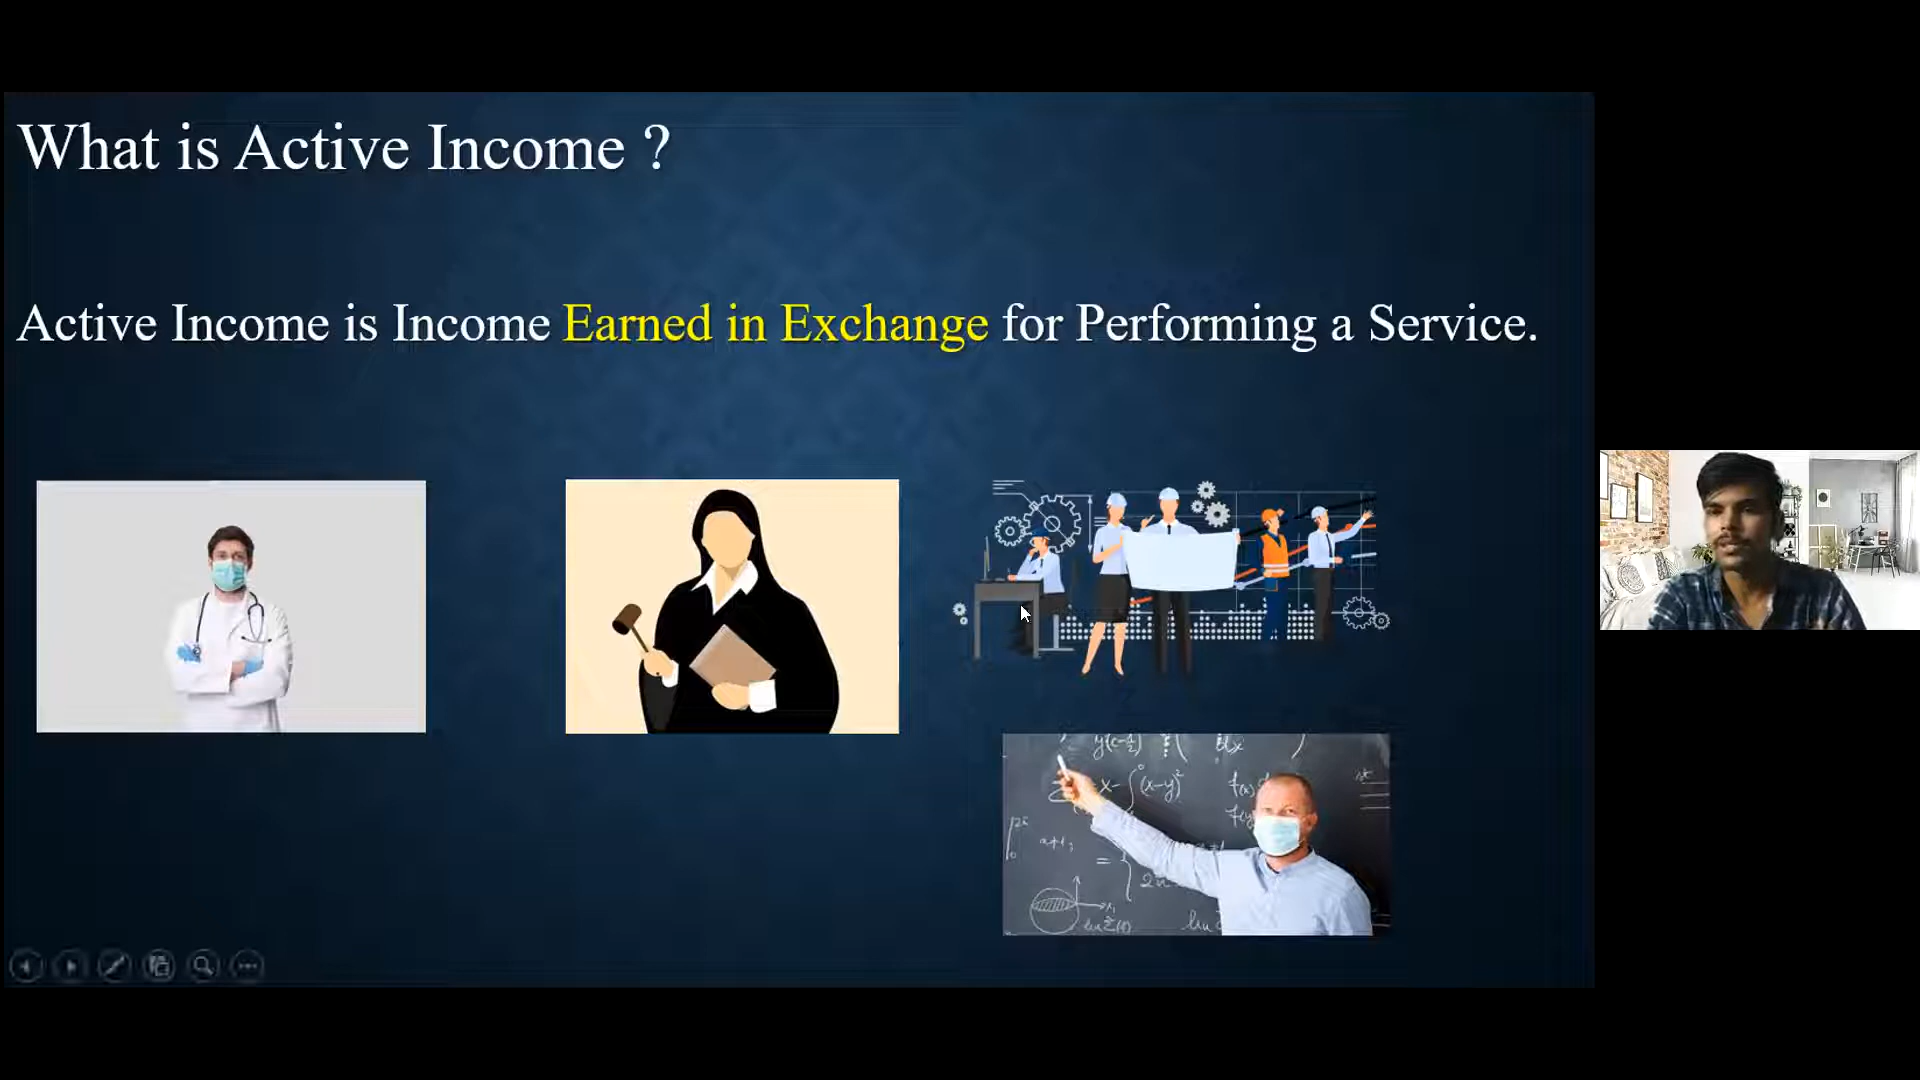 What is Active Income ?
Active Income is Income Earned in Exchange for Performing a Service.